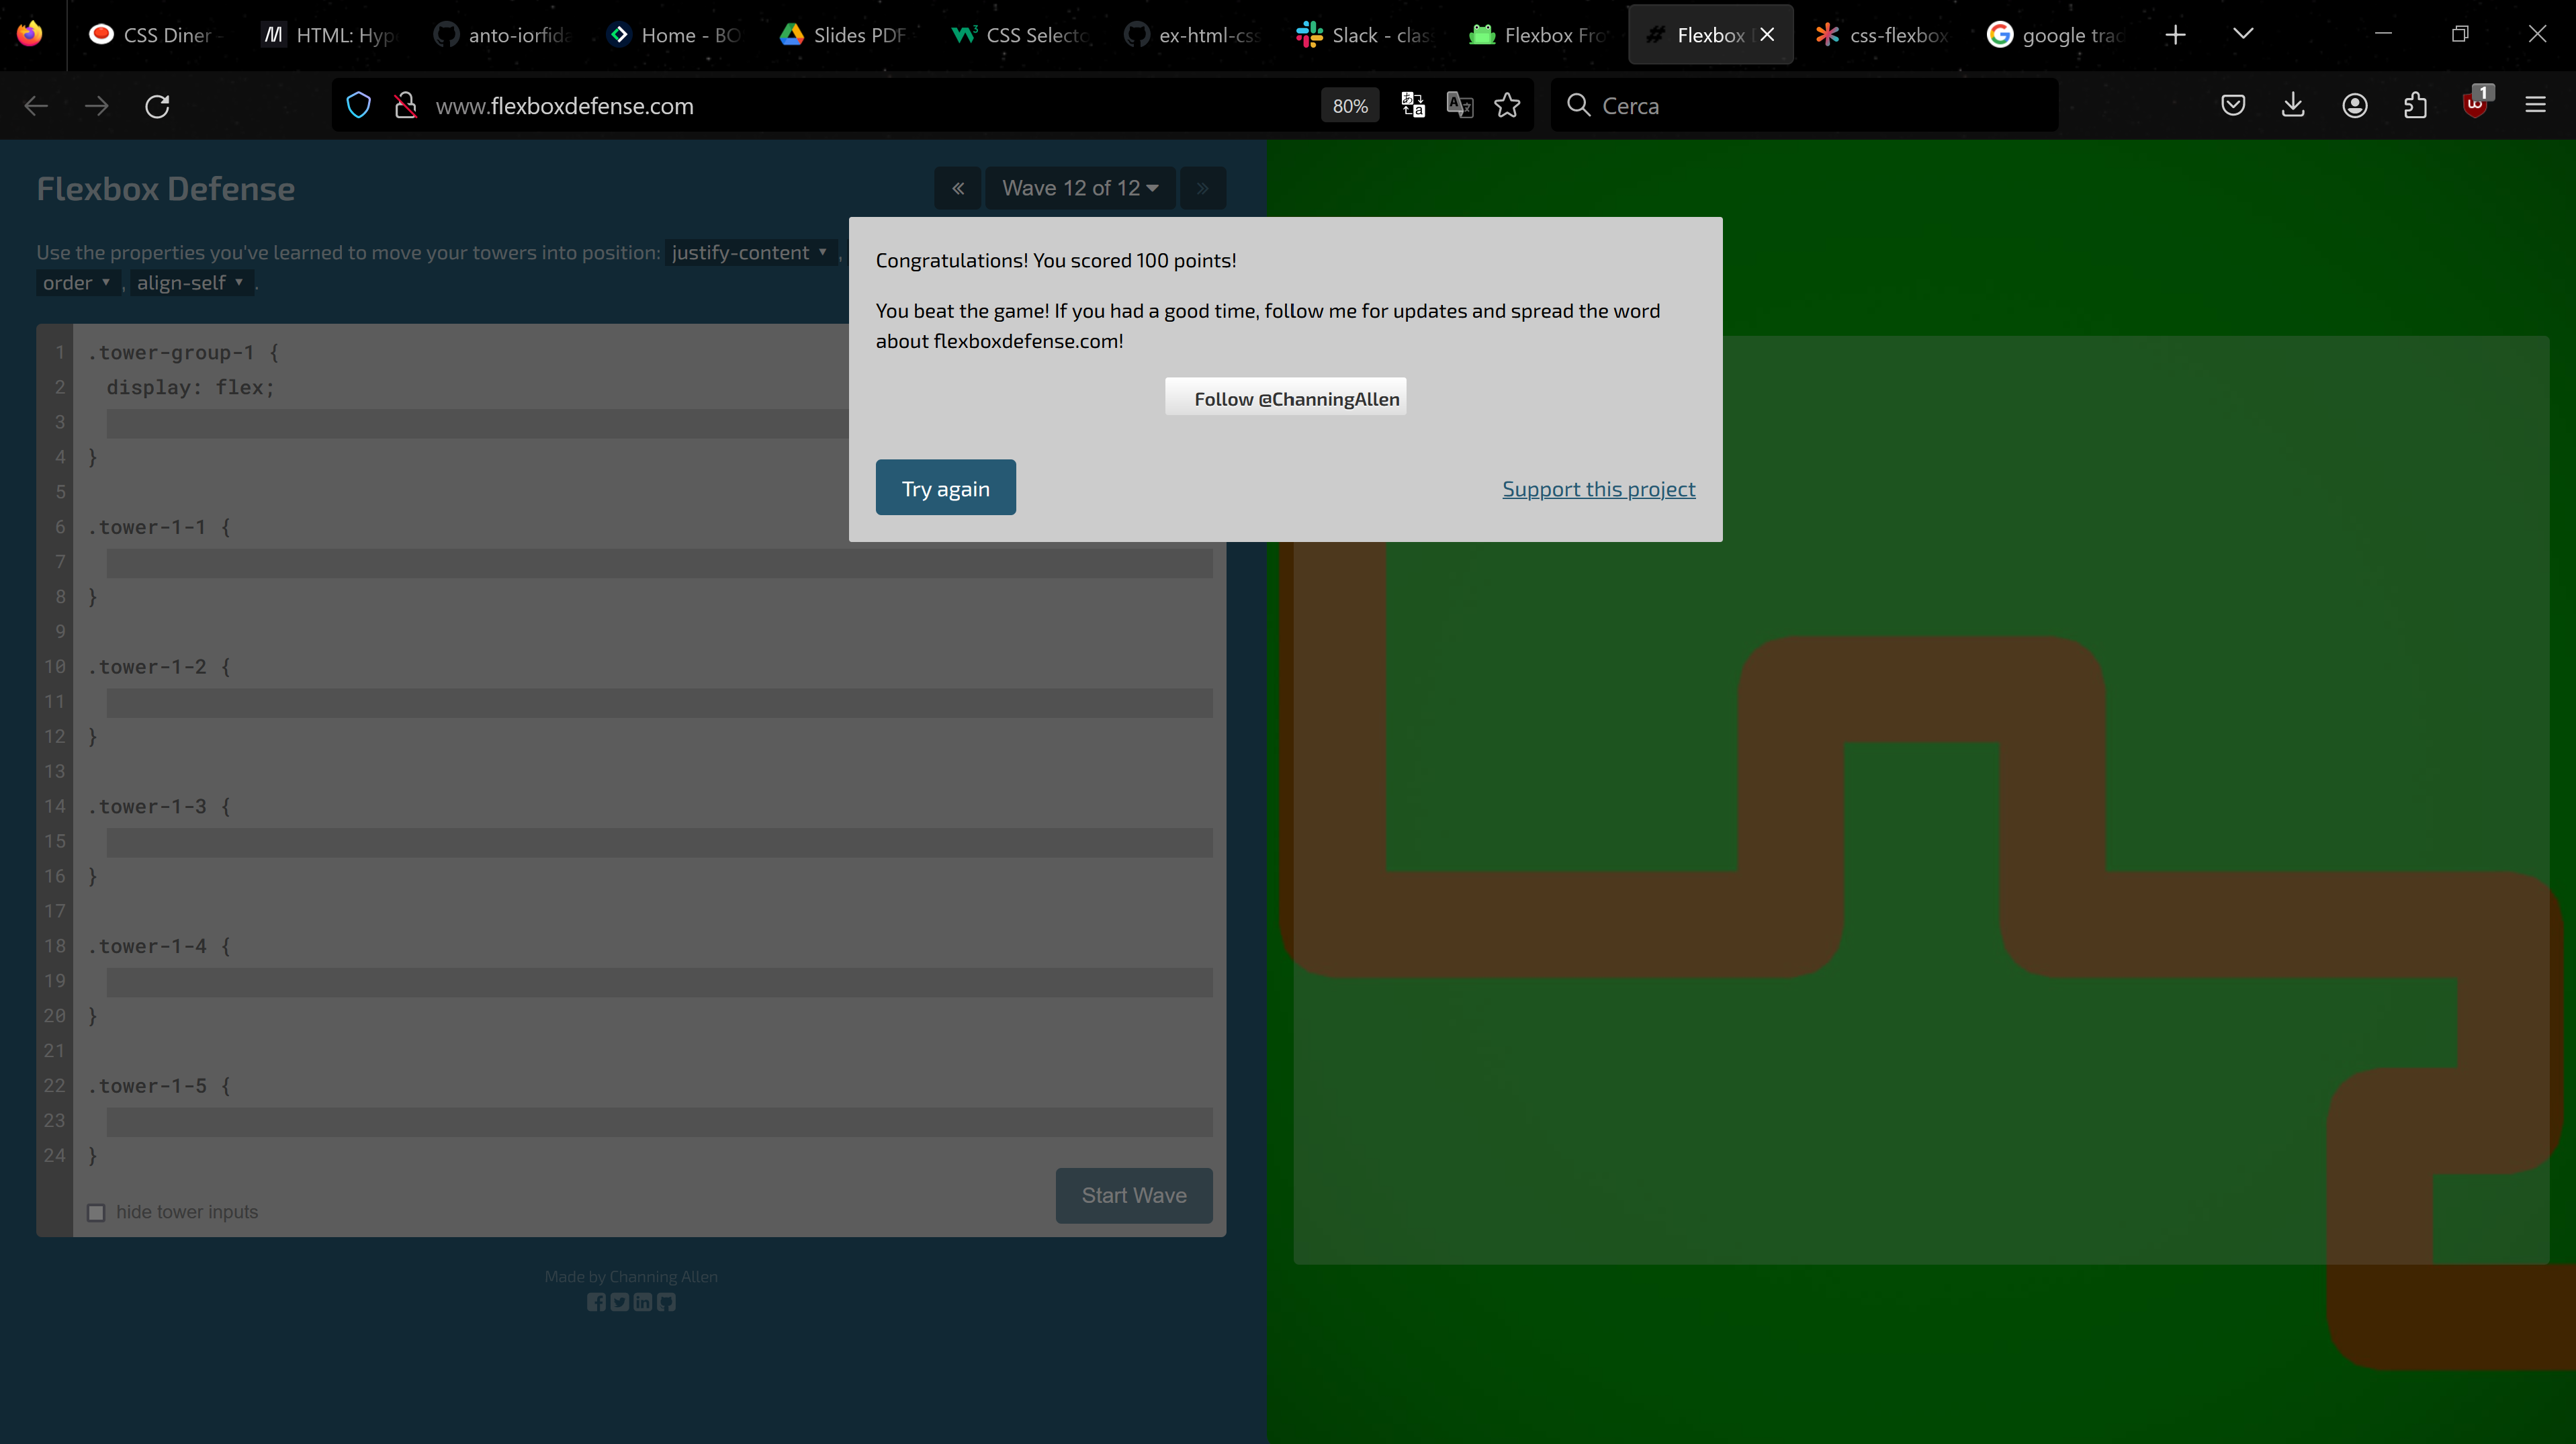 CSS Diner -
HTML: Hyp
anto-iorfida
Home - BO
Slides PDF
CSS Selecto
ex-html-css
Slack - clas
Flexbox Fro
Flexbox
css-flexbox
google trad
www.flexboxdefense.com
80%
Cerca
1
Flexbox Defense
«
Wave 12 of 12
»
Use the properties you've learned to move your towers into position: justify-content ,
order , align-self .
Congratulations! You scored 100 points!
You beat the game! If you had a good time, follow me for updates and spread the word
about flexboxdefense.com!
Follow @ChanningAllen
Try again
Support this project
1 .tower-group-1 {
2 display: flex;
3
4 }
5
6 .tower-1-1 {
7
8 }
9
10 .tower-1-2 {
11
12 }
13
14 .tower-1-3 {
15
16 }
17
18 .tower-1-4 {
19
20 }
21
22 .tower-1-5 {
23
24 }
hide tower inputs
Start Wave
Made by Channing Allen